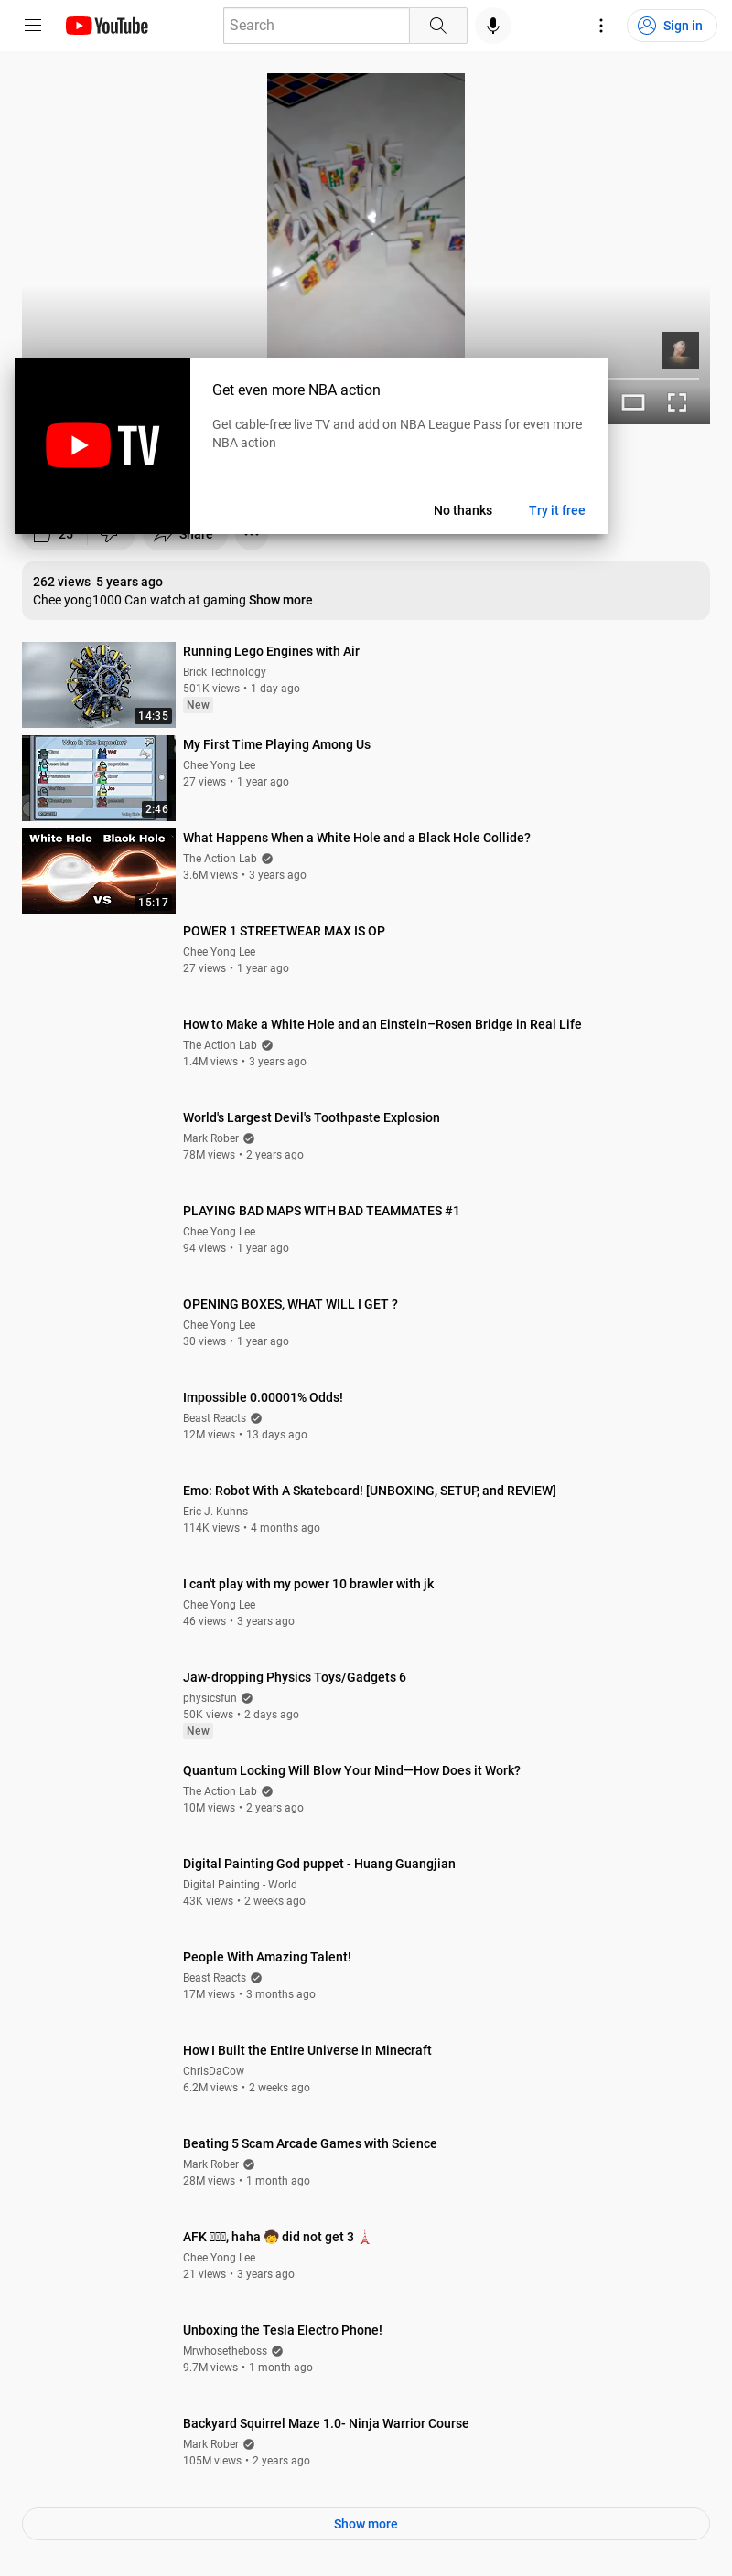 YouTube
Search
Sign in
TV
Get even more NBA action
Get cable-free live TV and add on NBA League Pass for even more
NBA action
No thanks
Try it free
25
Share
262 views 5 years ago
Chee yong1000 Can watch at gaming Show more
Running Lego Engines with Air
Brick Technology
501K views • 1 day ago
New
14:35
Who Is The Impostor?
My First Time Playing Among Us
Chee Yong Lee
27 views • 1 year ago
2:46
White Hole Black Hole
VS
15:17
What Happens When a White Hole and a Black Hole Collide?
The Action Lab
3.6M views • 3 years ago
POWER 1 STREETWEAR MAX IS OP
Chee Yong Lee
27 views • 1 year ago
How to Make a White Hole and an Einstein–Rosen Bridge in Real Life
The Action Lab
1.4M views • 3 years ago
World's Largest Devil's Toothpaste Explosion
Mark Rober
78M views • 2 years ago
PLAYING BAD MAPS WITH BAD TEAMMATES #1
Chee Yong Lee
94 views • 1 year ago
OPENING BOXES, WHAT WILL I GET ?
Chee Yong Lee
30 views • 1 year ago
Impossible 0.00001% Odds!
Beast Reacts
12M views • 13 days ago
Emo: Robot With A Skateboard! [UNBOXING, SETUP, and REVIEW]
Eric J. Kuhns
114K views • 4 months ago
I can't play with my power 10 brawler with jk
Chee Yong Lee
46 views • 3 years ago
Jaw-dropping Physics Toys/Gadgets 6
physicsfun
50K views • 2 days ago
New
Quantum Locking Will Blow Your Mind—How Does it Work?
The Action Lab
10M views • 2 years ago
Digital Painting God puppet - Huang Guangjian
Digital Painting - World
43K views • 2 weeks ago
People With Amazing Talent!
Beast Reacts
17M views • 3 months ago
How I Built the Entire Universe in Minecraft
ChrisDaCow
6.2M views • 2 weeks ago
Beating 5 Scam Arcade Games with Science
Mark Rober
28M views • 1 month ago
AFK , haha 🧒 did not get 3 🗼
Chee Yong Lee
21 views • 3 years ago
Unboxing the Tesla Electro Phone!
Mrwhosetheboss
9.7M views • 1 month ago
Backyard Squirrel Maze 1.0- Ninja Warrior Course
Mark Rober
105M views • 2 years ago
Show more